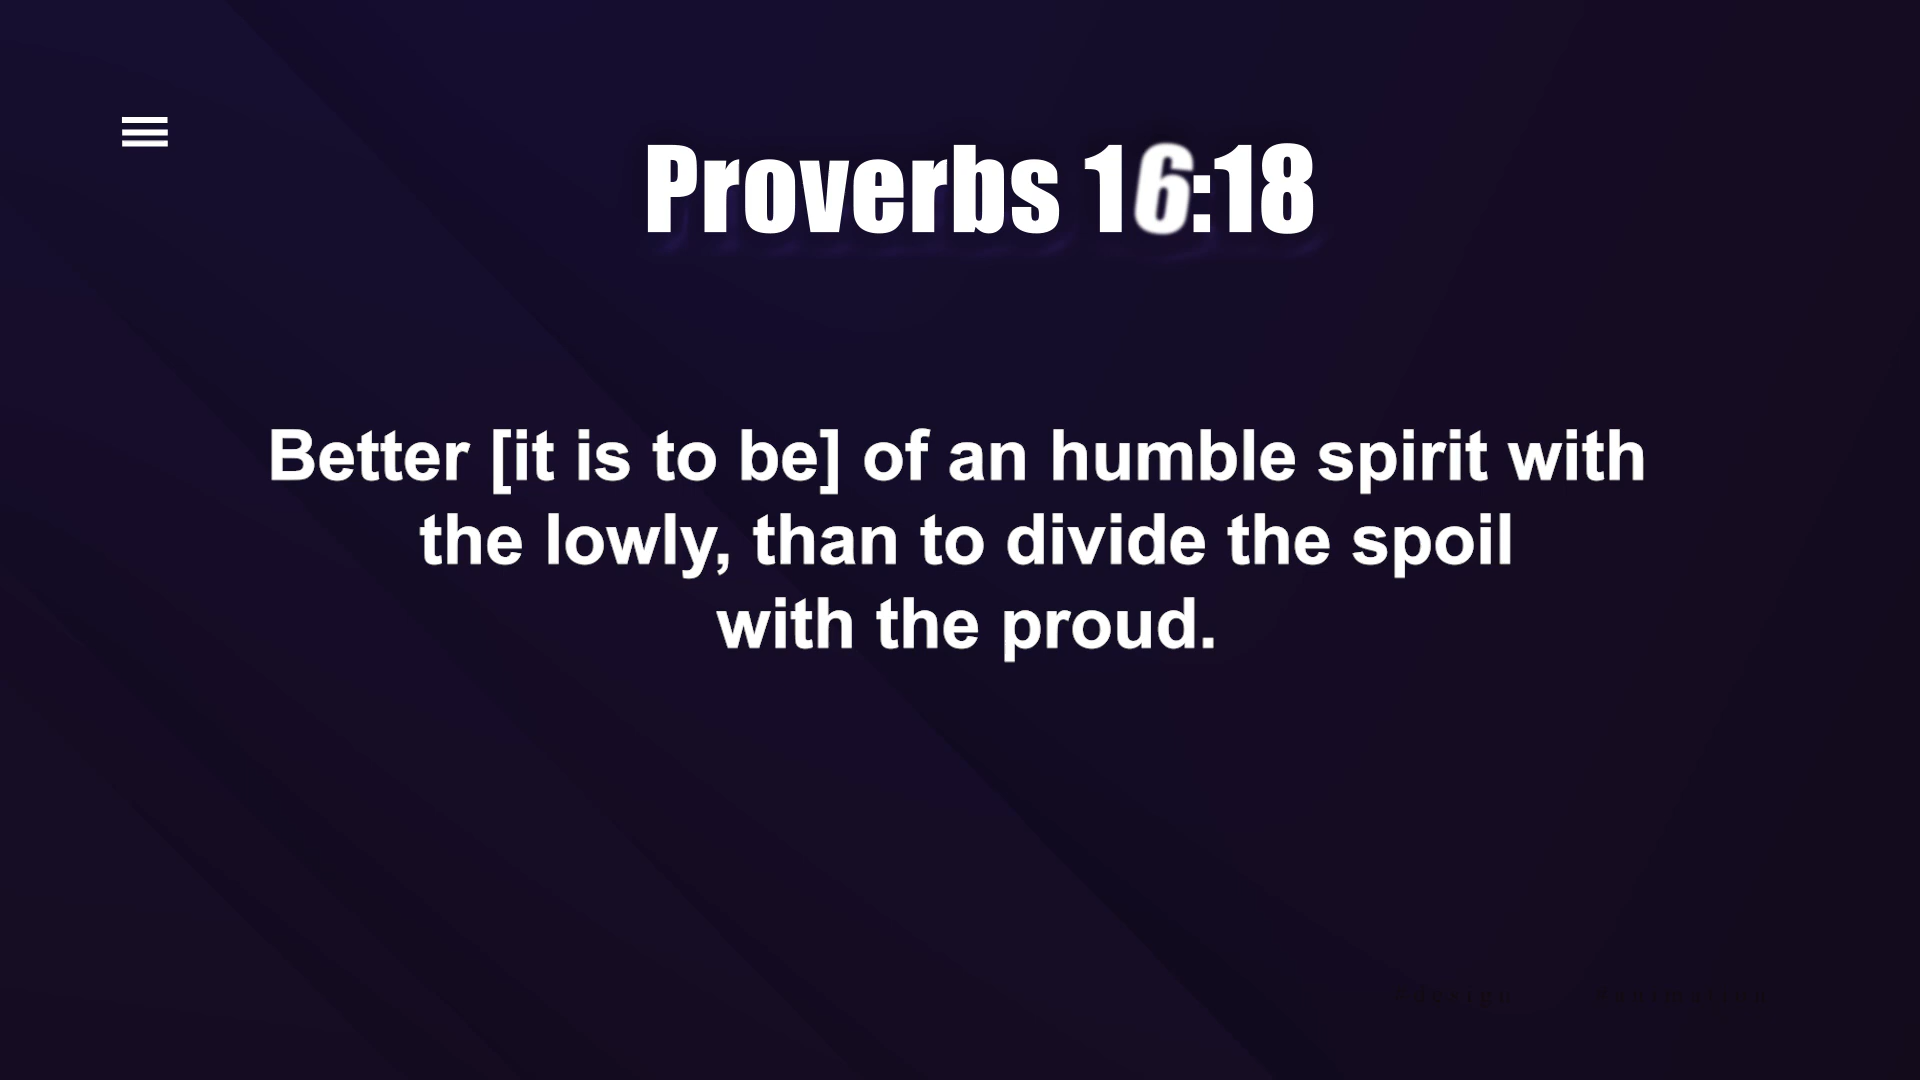 Proverbs 16:18
Better [it is to be] of an humble spirit with
the lowly, than to divide the spoil
with the proud.